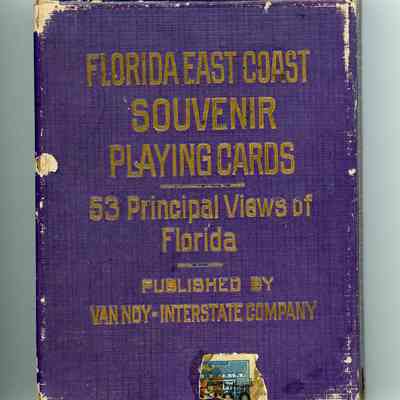 FLORIDA EAST COAST
SOUVENIR
PLAYING CARDS
53 Principal Views of
Florida
PUBLISHED BY
VAN NOY-INTERSTATE COMPANY